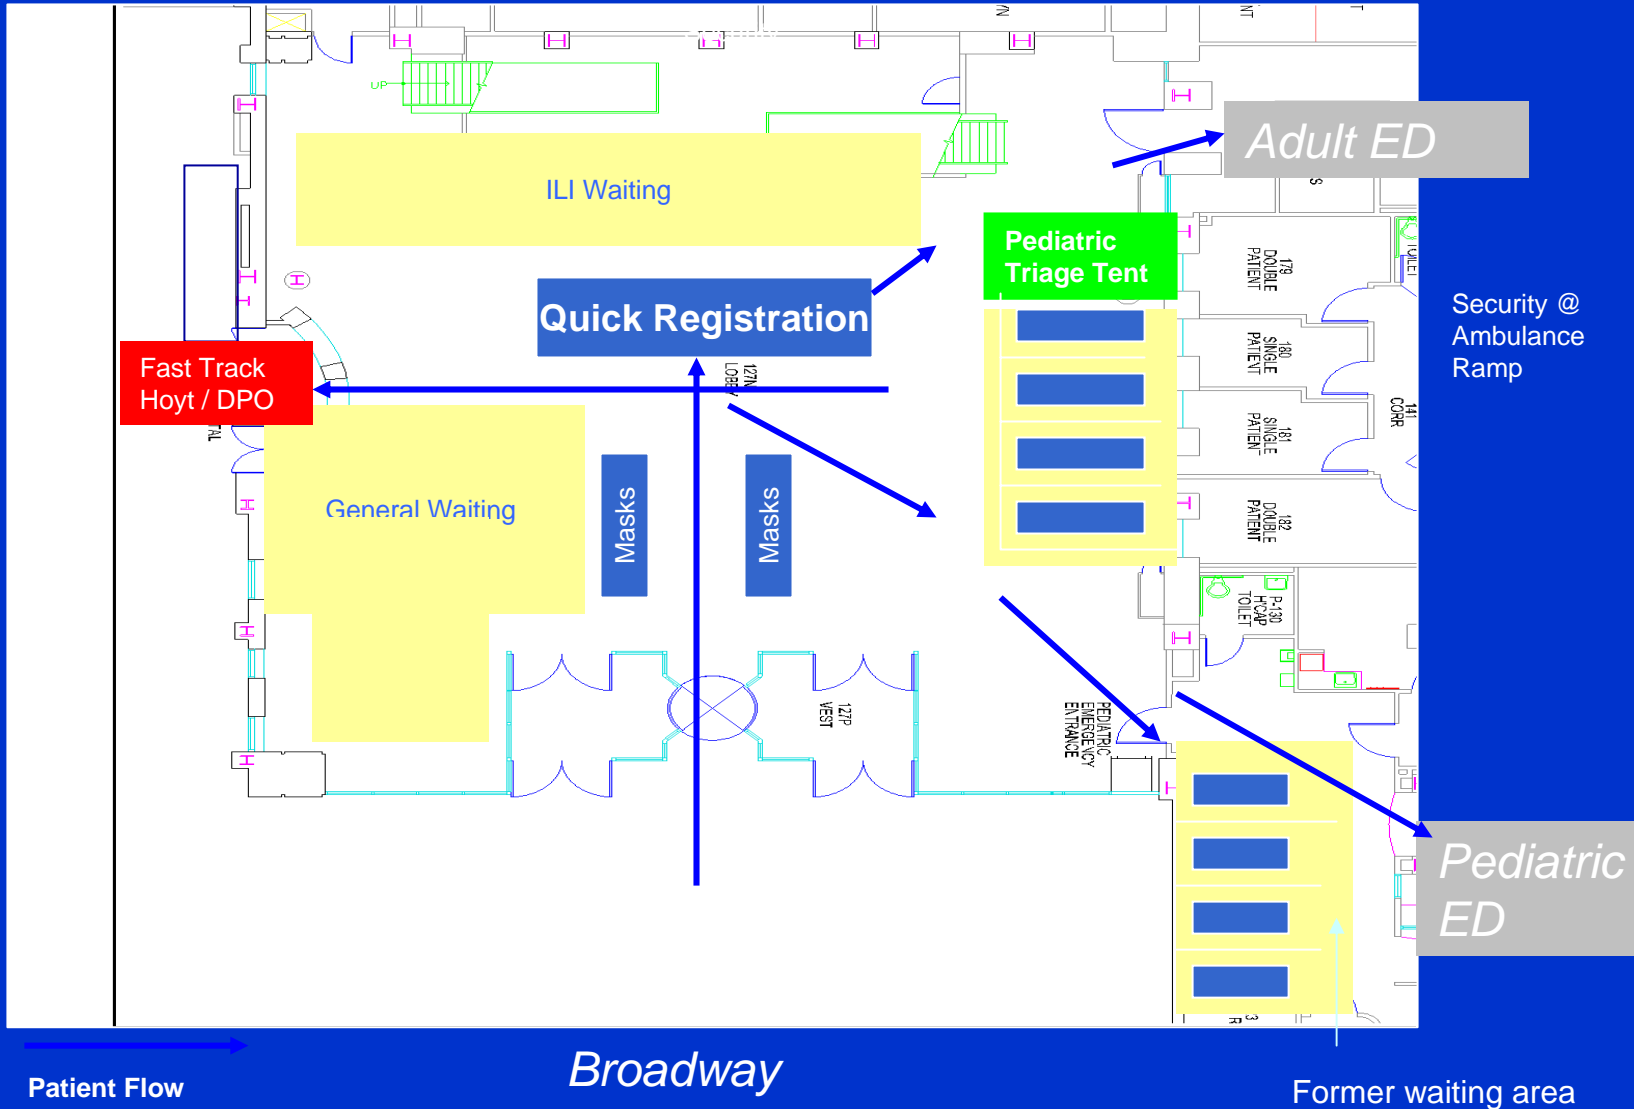 UP
ILI Waiting
Adult ED
Pediatric
Triage Tent
Quick Registration
Security @
Ambulance
Ramp
Fast Track
Hoyt / DPO
127N
LOBBY
179
DOUBLE
PATIENT
TOILET
180
SINGLE
PATIENT
181
SINGLE
PATIENT
141
CORR
General Waiting
Masks
Masks
182
DOUBLE
PATIENT
P-130
H'CAP
TOILET
127P
VEST
PEDIATRIC
EMERGENCY
ENTRANCE
Pediatric
ED
Patient Flow
Broadway
Former waiting area